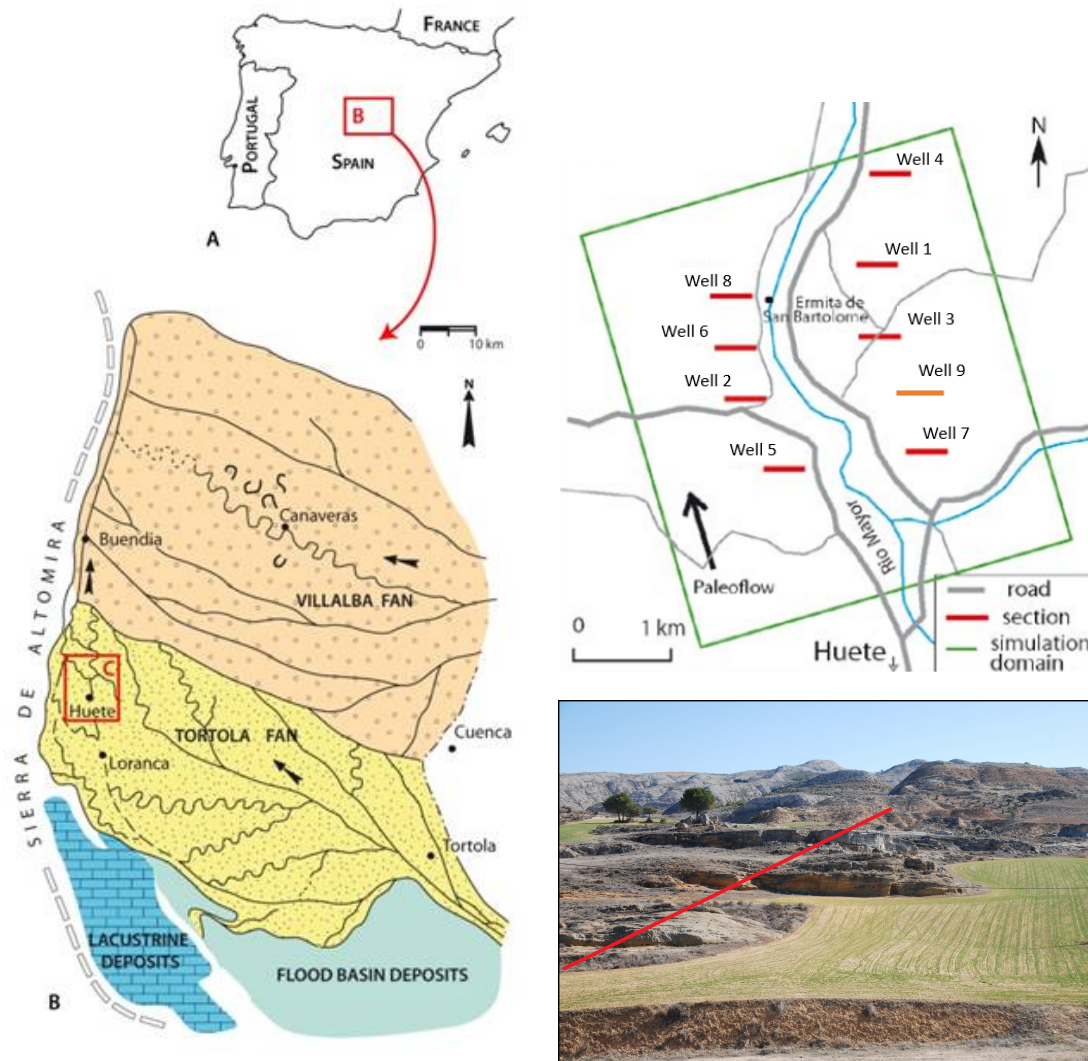 FRANCE
PORTUGAL
B
SPAIN
A
0 10 km
N
Canaveras
Buendia
VILLALBA FAN
SIERRA DE ALTOMIRA
C
Huete
TORTOLA FAN
Cuenca
Loranca
Tortola
LACUSTRINE
DEPOSITS
FLOOD BASIN DEPOSITS
B
N
Well 4
Well 1
Well 8
Ermita de
San Bartolome
Well 3
Well 6
Well 9
Well 2
Well 7
Well 5
Rio Mayor
Paleoflow
0 1 km
Huete
road
section
simulation
domain